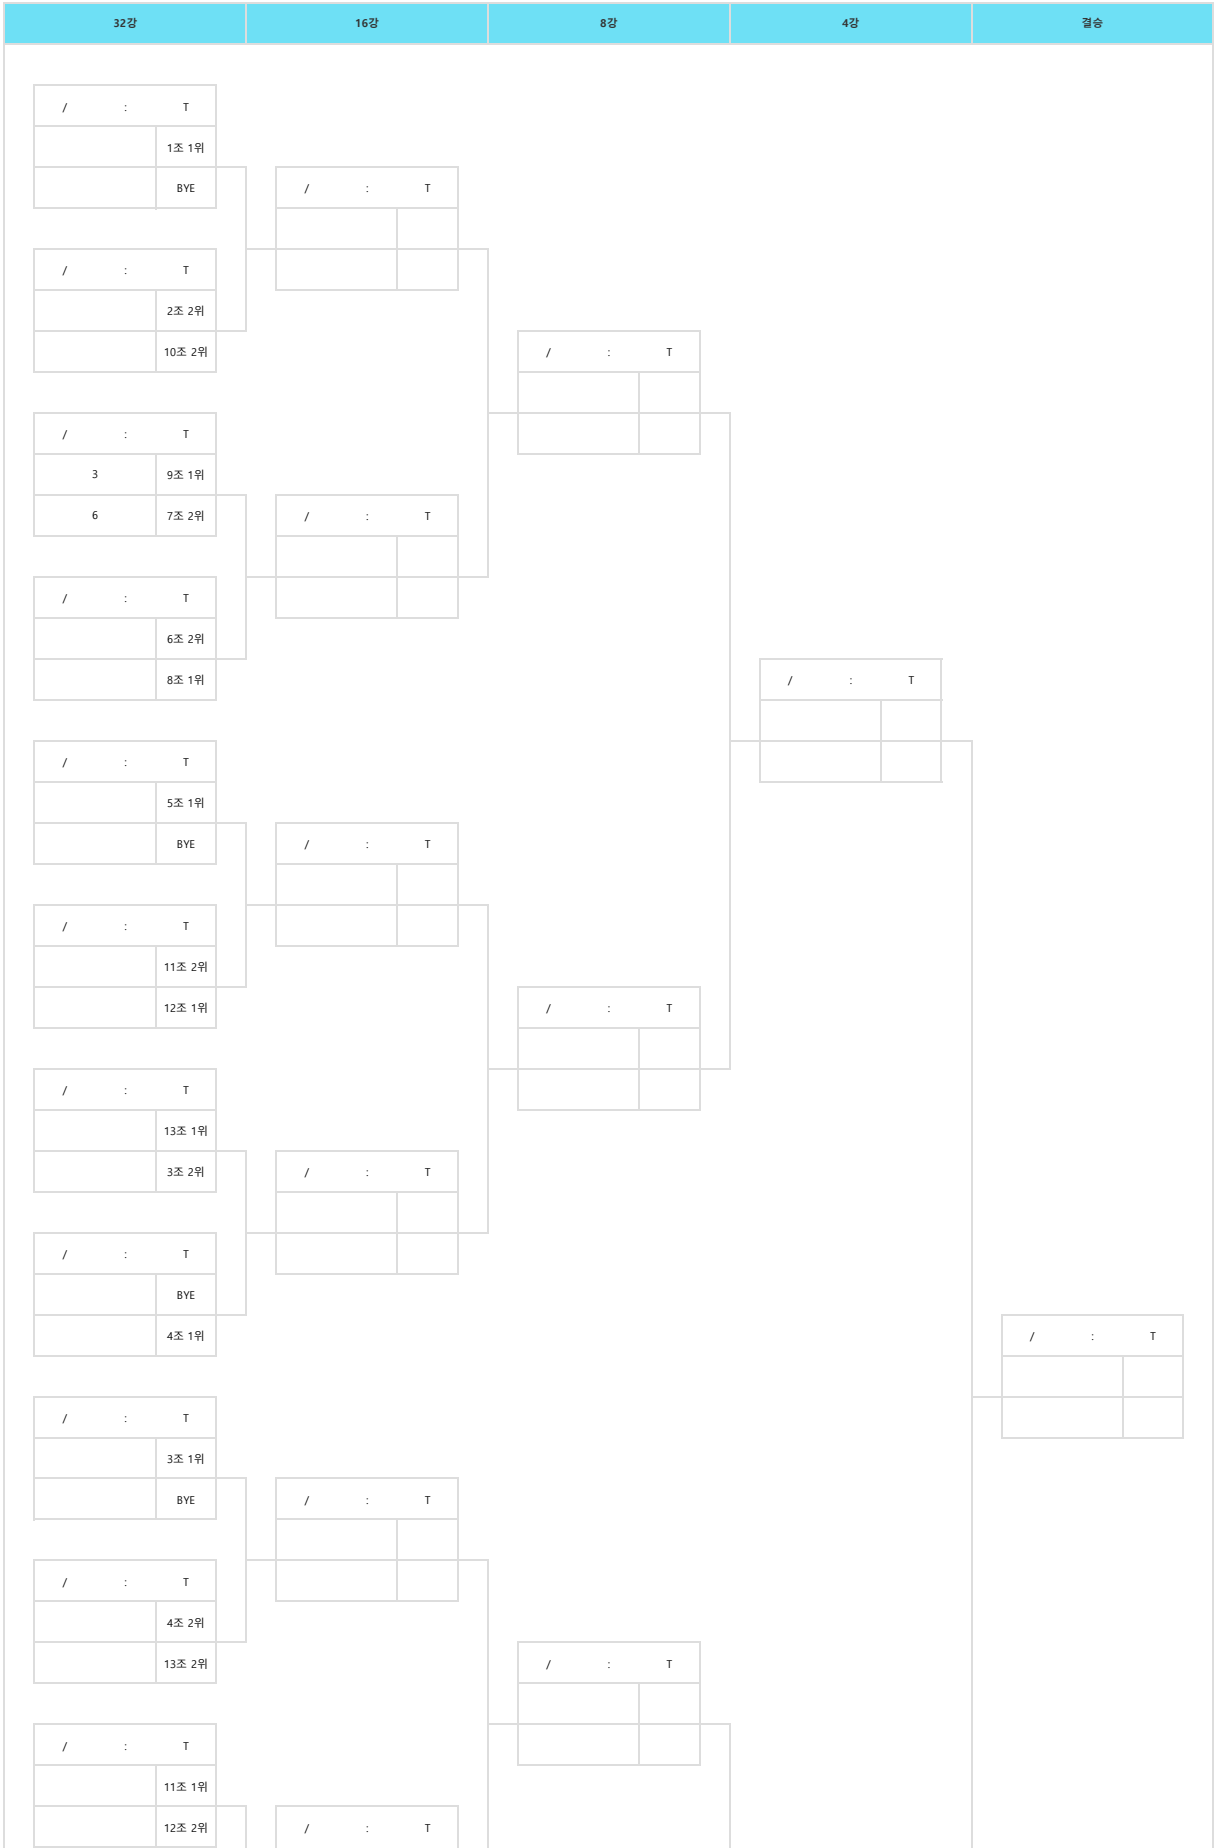 32강 16강 8강 4강 결승
/ : T
1조 1위
BYE
/ : T
/ : T
2조 2위
10조 2위
/ : T
/ : T
3 9조 1위
6 7조 2위
/ : T
/ : T
6조 2위
8조 1위
/ : T
/ : T
5조 1위
BYE
/ : T
/ : T
11조 2위
12조 1위
/ : T
/ : T
13조 1위
3조 2위
/ : T
/ : T
BYE
4조 1위
/ : T
/ : T
3조 1위
BYE
/ : T
/ : T
4조 2위
13조 2위
/ : T
/ : T
11조 1위
12조 2위
/ : T